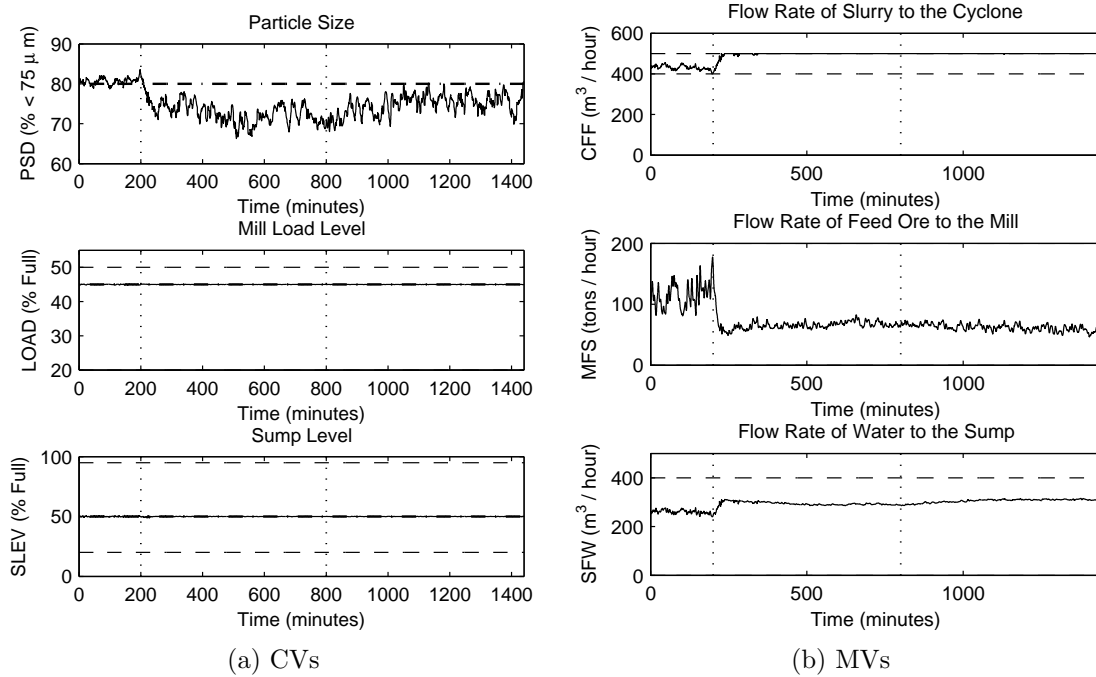 Particle Size
PSD (% < 75 μ m)
90
80
70
60
0 200 400 600 800 1000 1200 1400
Time (minutes)
Mill Load Level
LOAD (% Full)
50
40
30
20
0 200 400 600 800 1000 1200 1400
Time (minutes)
Sump Level
SLEV (% Full)
100
50
0
0 200 400 600 800 1000 1200 1400
Time (minutes)
(a) CVs
Flow Rate of Slurry to the Cyclone
CFF (m³ / hour)
600
400
200
0
0 500 1000
Time (minutes)
Flow Rate of Feed Ore to the Mill
MFS (tons / hour)
200
100
0
0 500 1000
Time (minutes)
Flow Rate of Water to the Sump
SFW (m³ / hour)
400
200
0
0 500 1000
Time (minutes)
(b) MVs